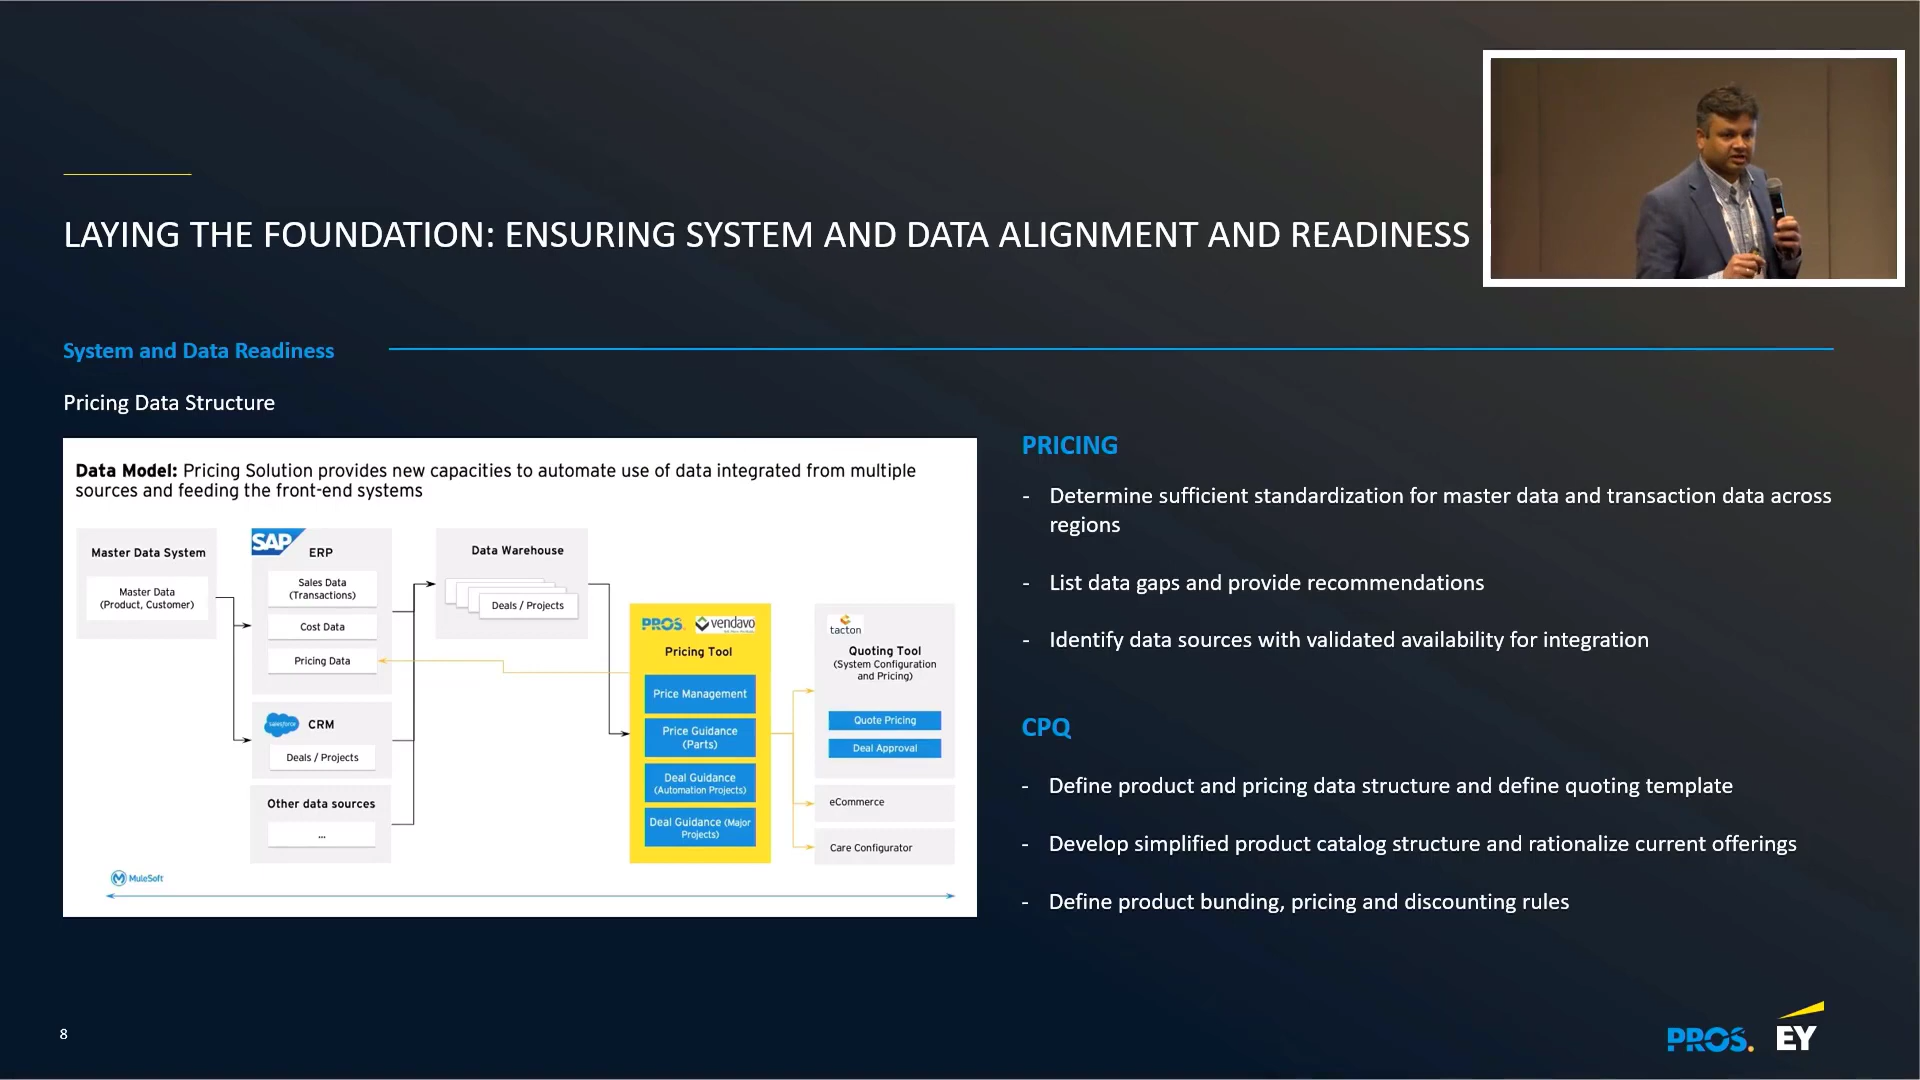 LAYING THE FOUNDATION: ENSURING SYSTEM AND DATA ALIGNMENT AND READINESS
System and Data Readiness
Pricing Data Structure
Data Model: Pricing Solution provides new capacities to automate use of data integrated from multiple
sources and feeding the front-end systems
Master Data System
Master Data
(Product, Customer)
SAP
ERP
Sales Data
(Transactions)
Cost Data
Pricing Data
salesforce
CRM
Deals / Projects
Other data sources
...
Data Warehouse
Deals / Projects
PROS. vendavo
Pricing Tool
Price Management
Price Guidance
(Parts)
Deal Guidance
(Automation Projects)
Deal Guidance (Major
Projects)
tacton
Quoting Tool
(System Configuration
and Pricing)
Quote Pricing
Deal Approval
eCommerce
Care Configurator
MuleSoft
PRICING
- Determine sufficient standardization for master data and transaction data across
regions
- List data gaps and provide recommendations
- Identify data sources with validated availability for integration
CPQ
- Define product and pricing data structure and define quoting template
- Develop simplified product catalog structure and rationalize current offerings
- Define product bunding, pricing and discounting rules
8
PROS. EY